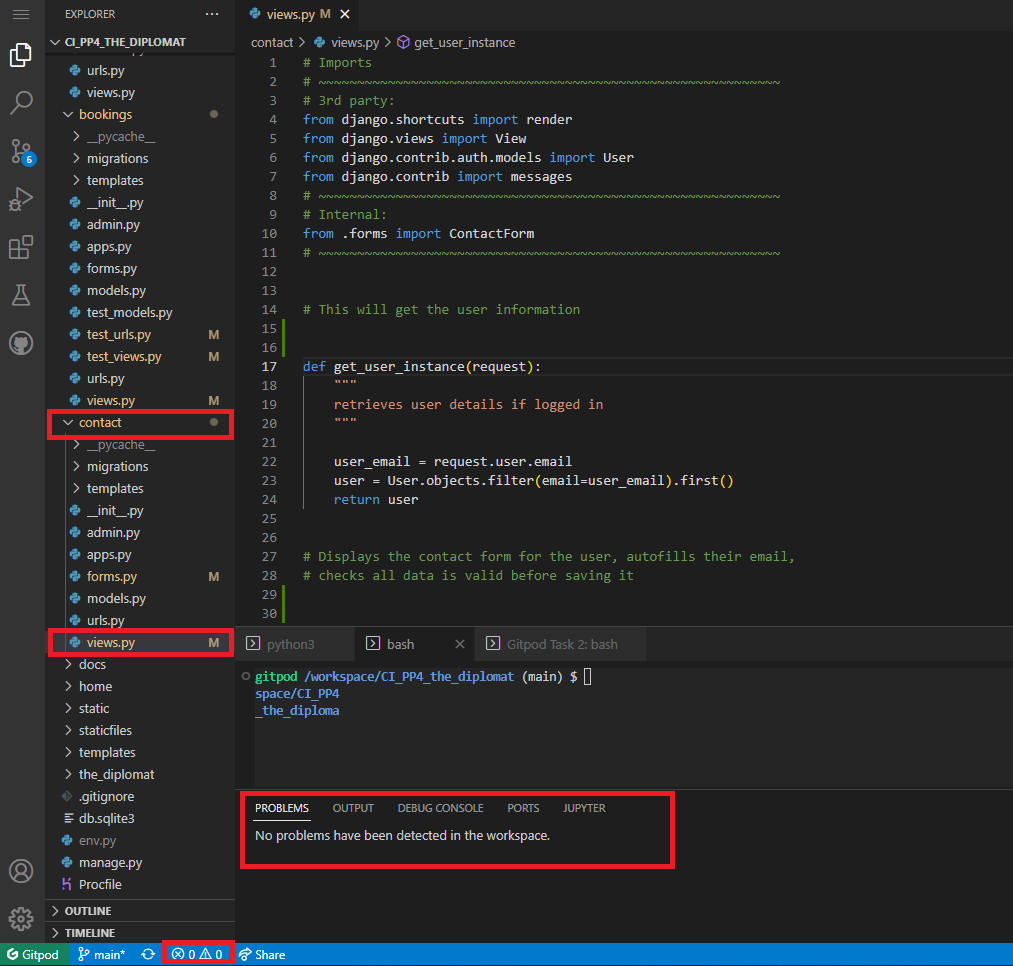 EXPLORER
CI_PP4_THE_DIPLOMAT
urls.py
views.py
bookings
__pycache__
migrations
templates
__init__.py
admin.py
apps.py
forms.py
models.py
test_models.py
test_urls.py M
test_views.py M
urls.py
views.py M
contact
__pycache__
migrations
templates
__init__.py
admin.py
apps.py
forms.py M
models.py
urls.py
views.py M
docs
home
static
staticfiles
templates
the_diplomat
.gitignore
db.sqlite3
env.py
manage.py
Procfile
OUTLINE
TIMELINE
6
views.py M
contact > views.py > get_user_instance
1 # Imports
2 # ~~~~~~~~~~~~~~~~~~~~~~~~~~~~~~~~~~~~~~~~~~~~~~~~~~~~~~~~~~~~
3 # 3rd party:
4 from django.shortcuts import render
5 from django.views import View
6 from django.contrib.auth.models import User
7 from django.contrib import messages
8 # ~~~~~~~~~~~~~~~~~~~~~~~~~~~~~~~~~~~~~~~~~~~~~~~~~~~~~~~~~~~~
9 # Internal:
10 from .forms import ContactForm
11 # ~~~~~~~~~~~~~~~~~~~~~~~~~~~~~~~~~~~~~~~~~~~~~~~~~~~~~~~~~~~~
12
13
14 # This will get the user information
15
16
17 def get_user_instance(request):
18 """
19 retrieves user details if logged in
20 """
21
22 user_email = request.user.email
23 user = User.objects.filter(email=user_email).first()
24 return user
25
26
27 # Displays the contact form for the user, autofills their email,
28 # checks all data is valid before saving it
29
30
python3 bash Gitpod Task 2: bash
gitpod /workspace/CI_PP4_the_diplomat (main) $
space/CI_PP4
_the_diploma
PROBLEMS OUTPUT DEBUG CONSOLE PORTS JUPYTER
No problems have been detected in the workspace.
Gitpod main* 0 0 Share